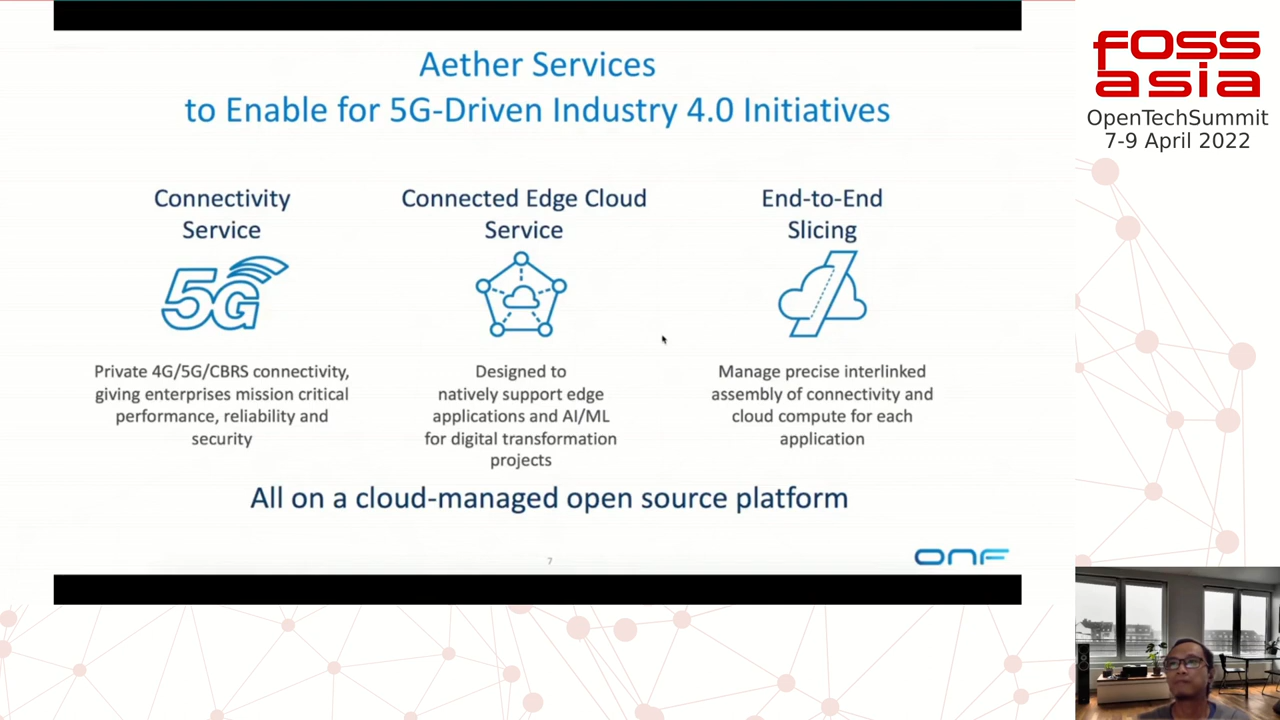 Aether Services
to Enable for 5G-Driven Industry 4.0 Initiatives
Connectivity
Service
5G
Private 4G/5G/CBRS connectivity,
giving enterprises mission critical
performance, reliability and
security
Connected Edge Cloud
Service
Designed to
natively support edge
applications and AI/ML
for digital transformation
projects
End-to-End
Slicing
Manage precise interlinked
assembly of connectivity and
cloud compute for each
application
All on a cloud-managed open source platform
7
ONF
FOSS
asia
OpenTechSummit
7-9 April 2022